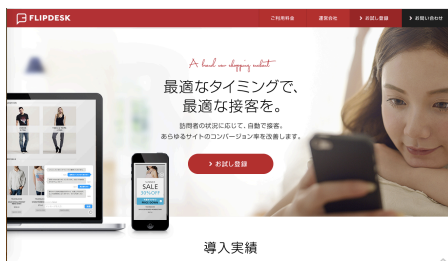 FLIPDESK
ご利用料金
運営会社
お試し登録
お問い合わせ
最適なタイミングで、
最適な接客を。
訪問者の状況に応じて、自動で接客。
あらゆるサイトのコンバージョン率を改善します。
SALE
50%OFF
お試し登録
導入実績